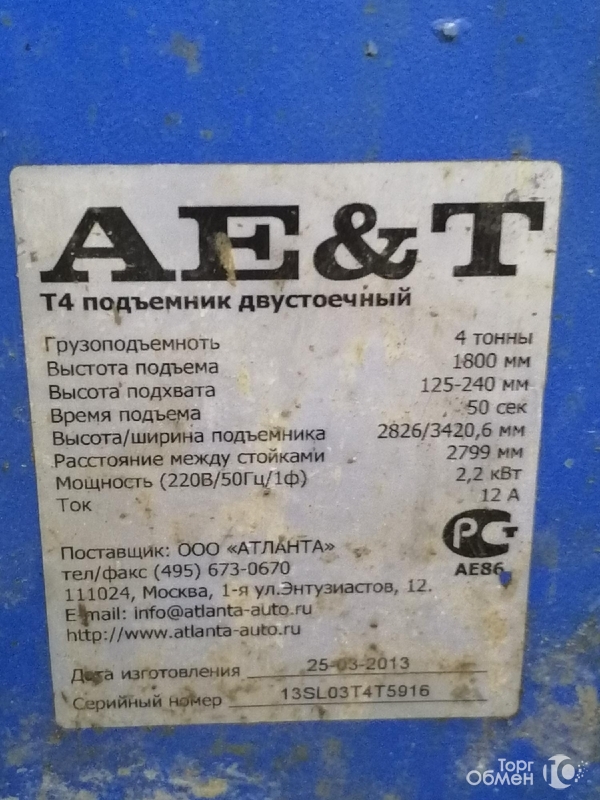 AE&T
Т4 подъемник двустоечный
Грузоподъемноть 4 тонны
Выстота подъема 1800 мм
Высота подхвата 125-240 мм
Время подъема 50 сек
Высота/ширина подъемника 2826/3420,6 мм
Расстояние между стойками 2799 мм
Мощность (220В/50Гц/1ф) 2,2 кВт
Ток 12 А
РСТ
АЕ86
Поставщик: ООО «АТЛАНТА»
тел/факс (495) 673-0670
111024, Москва, 1-я ул.Энтузиастов, 12.
E-mail: info@atlanta-auto.ru
http://www.atlanta-auto.ru
Дата изготовления 25-03-2013
Серийный номер 13SL03T4T5916
Торг
Обмен